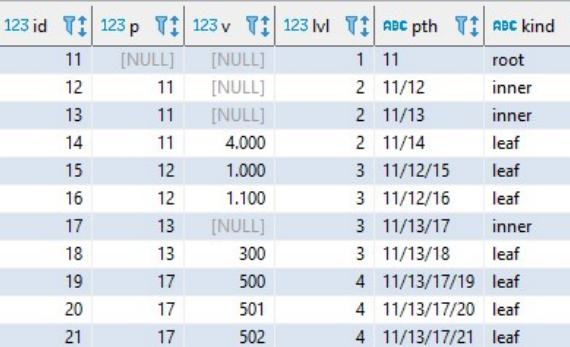 123 id 123 p 123 v 123 lvl ABC pth ABC kind
11 [NULL] [NULL] 1 11 root
12 11 [NULL] 2 11/12 inner
13 11 [NULL] 2 11/13 inner
14 11 4.000 2 11/14 leaf
15 12 1.000 3 11/12/15 leaf
16 12 1.100 3 11/12/16 leaf
17 13 [NULL] 3 11/13/17 inner
18 13 300 3 11/13/18 leaf
19 17 500 4 11/13/17/19 leaf
20 17 501 4 11/13/17/20 leaf
21 17 502 4 11/13/17/21 leaf